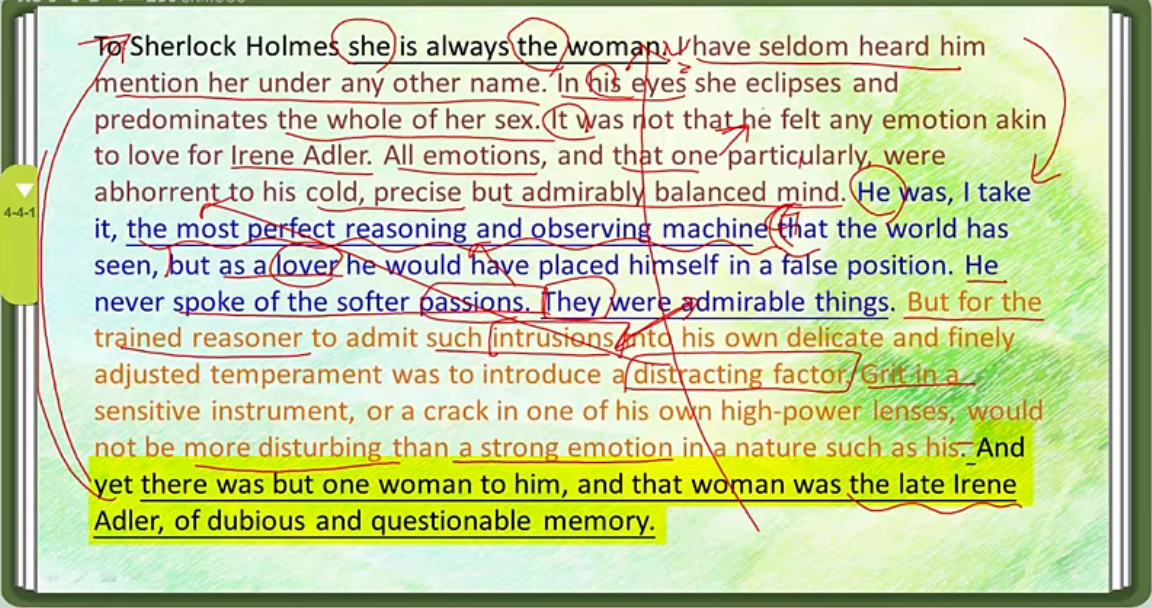 To Sherlock Holmes she is always the woman. I have seldom heard him
mention her under any other name. In his eyes she eclipses and
predominates the whole of her sex. It was not that he felt any emotion akin
to love for Irene Adler. All emotions, and that one particularly, were
abhorrent to his cold, precise but admirably balanced mind. He was, I take
it, the most perfect reasoning and observing machine that the world has
seen, but as a lover he would have placed himself in a false position. He
never spoke of the softer passions. They were admirable things. But for the
trained reasoner to admit such intrusions into his own delicate and finely
adjusted temperament was to introduce a distracting factor. Grit in a
sensitive instrument, or a crack in one of his own high-power lenses, would
not be more disturbing than a strong emotion in a nature such as his. And
yet there was but one woman to him, and that woman was the late Irene
Adler, of dubious and questionable memory.
4-4-1